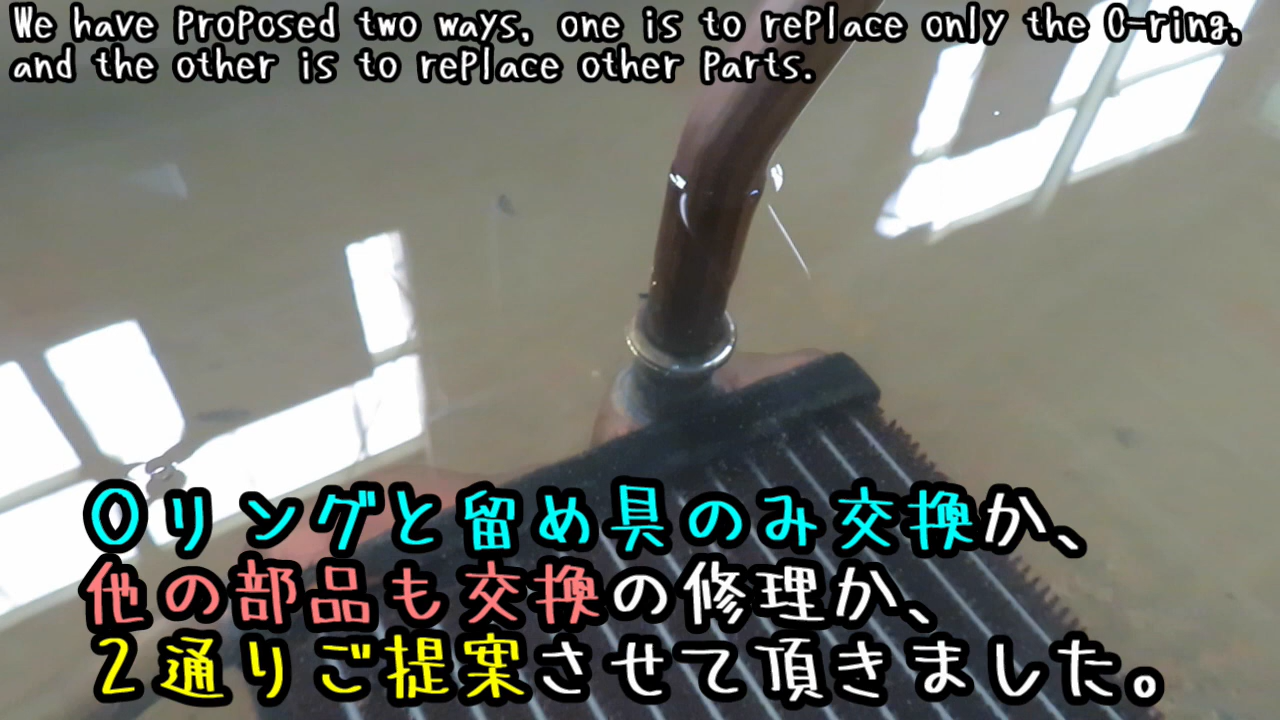 We have proposed two ways, one is to replace only the O-ring,
and the other is to replace other parts.
Oリングと留め具のみ交換か、
他の部品も交換の修理か、
2通りご提案させて頂きました。